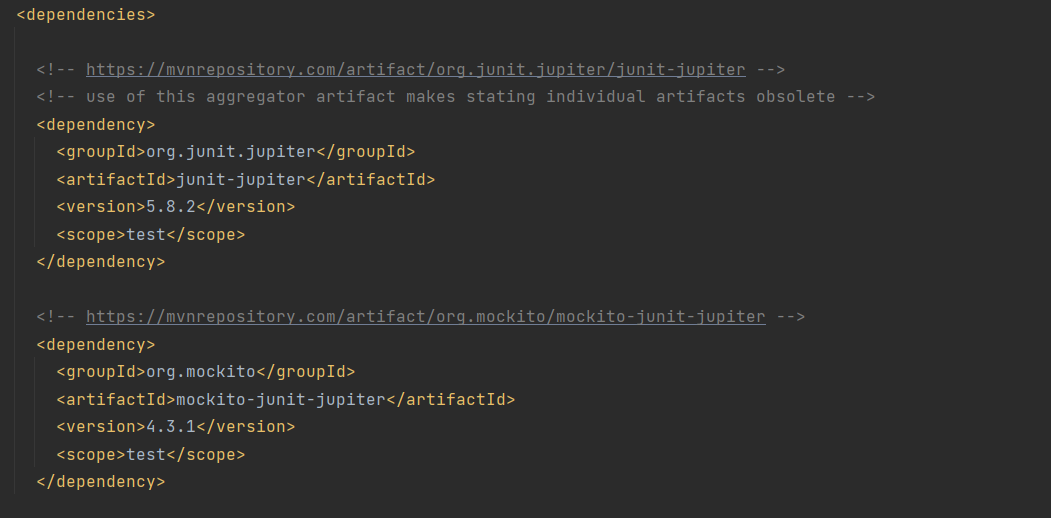 <dependencies>
<!-- https://mvnrepository.com/artifact/org.junit.jupiter/junit-jupiter -->
<!-- use of this aggregator artifact makes stating individual artifacts obsolete -->
<dependency>
<groupId>org.junit.jupiter</groupId>
<artifactId>junit-jupiter</artifactId>
<version>5.8.2</version>
<scope>test</scope>
</dependency>
<!-- https://mvnrepository.com/artifact/org.mockito/mockito-junit-jupiter -->
<dependency>
<groupId>org.mockito</groupId>
<artifactId>mockito-junit-jupiter</artifactId>
<version>4.3.1</version>
<scope>test</scope>
</dependency>